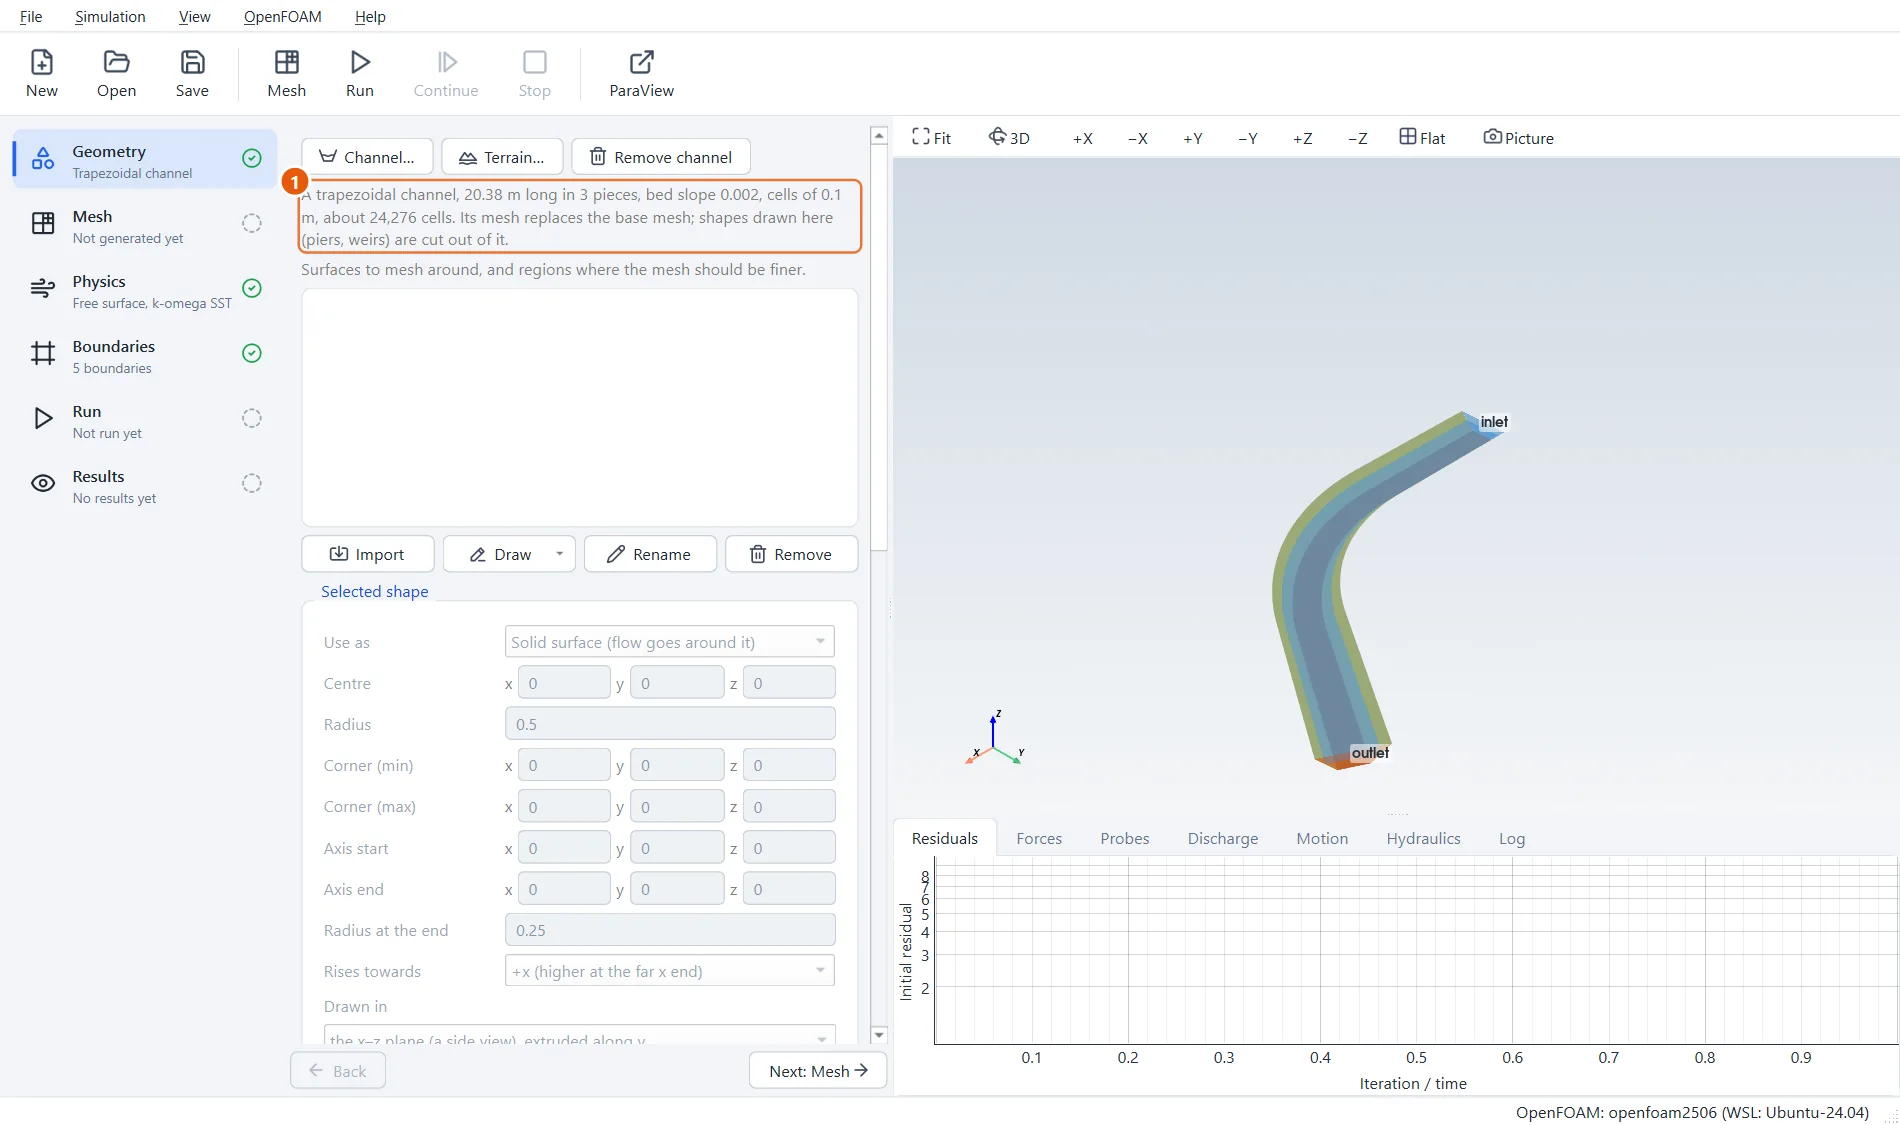 File Simulation View OpenFOAM Help
New Open Save Mesh Run Continue Stop ParaView
Geometry
Trapezoidal channel
Mesh
Not generated yet
Physics
Free surface, k-omega SST
Boundaries
5 boundaries
Run
Not run yet
Results
No results yet
Channel... Terrain... Remove channel
1
A trapezoidal channel, 20.38 m long in 3 pieces, bed slope 0.002, cells of 0.1
m, about 24,276 cells. Its mesh replaces the base mesh; shapes drawn here
(piers, weirs) are cut out of it.
Surfaces to mesh around, and regions where the mesh should be finer.
Import Draw Rename Remove
Selected shape
Use as Solid surface (flow goes around it)
Centre x 0 y 0 z 0
Radius 0.5
Corner (min) x 0 y 0 z 0
Corner (max) x 0 y 0 z 0
Axis start x 0 y 0 z 0
Axis end x 0 y 0 z 0
Radius at the end 0.25
Rises towards +x (higher at the far x end)
Drawn in
the x–z plane (a side view), extruded along y
Back Next: Mesh
Fit 3D +X −X +Y −Y +Z −Z Flat Picture
inlet
outlet
Z
X Y
Residuals Forces Probes Discharge Motion Hydraulics Log
8
7
6
5
4
3
2
Initial residual
0.1 0.2 0.3 0.4 0.5 0.6 0.7 0.8 0.9
Iteration / time
OpenFOAM: openfoam2506 (WSL: Ubuntu-24.04)